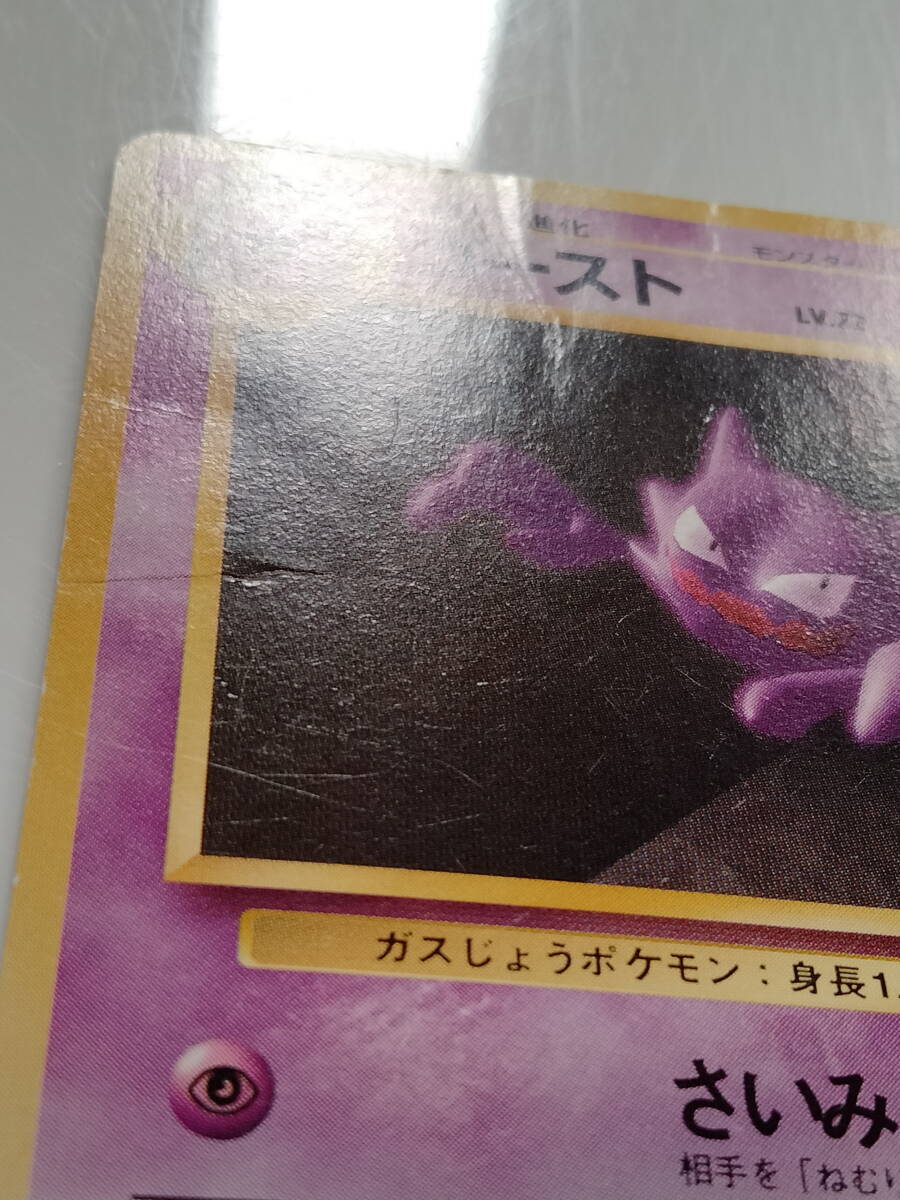 進化
ースト
モンスター
LV.22
ガスじょうポケモン：身長1.
さいみ
相手を「ねむい